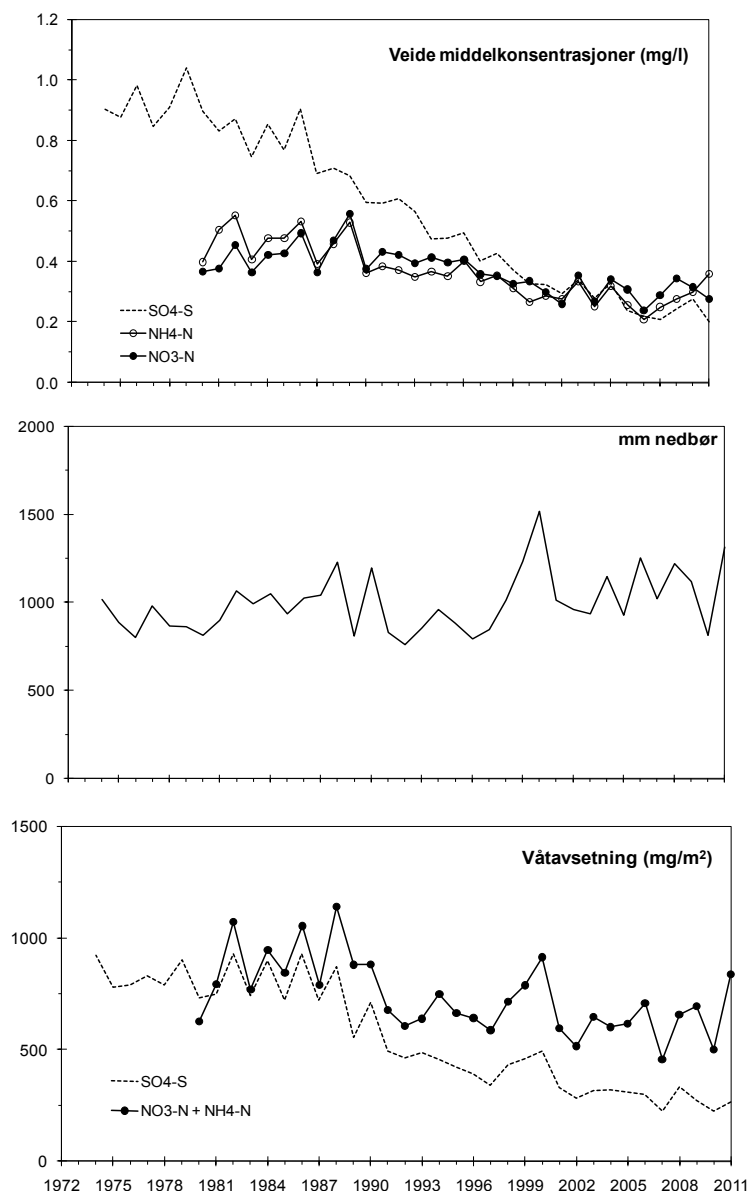 1.2
Veide middelkonsentrasjoner (mg/l)
1.0
0.8
0.6
0.4
0.2
0.0
SO4-S
NH4-N
NO3-N
2000
mm nedbør
1500
1000
500
0
1500
Våtavsetning (mg/m²)
1000
500
0
SO4-S
NO3-N + NH4-N
1972 1975 1978 1981 1984 1987 1990 1993 1996 1999 2002 2005 2008 2011